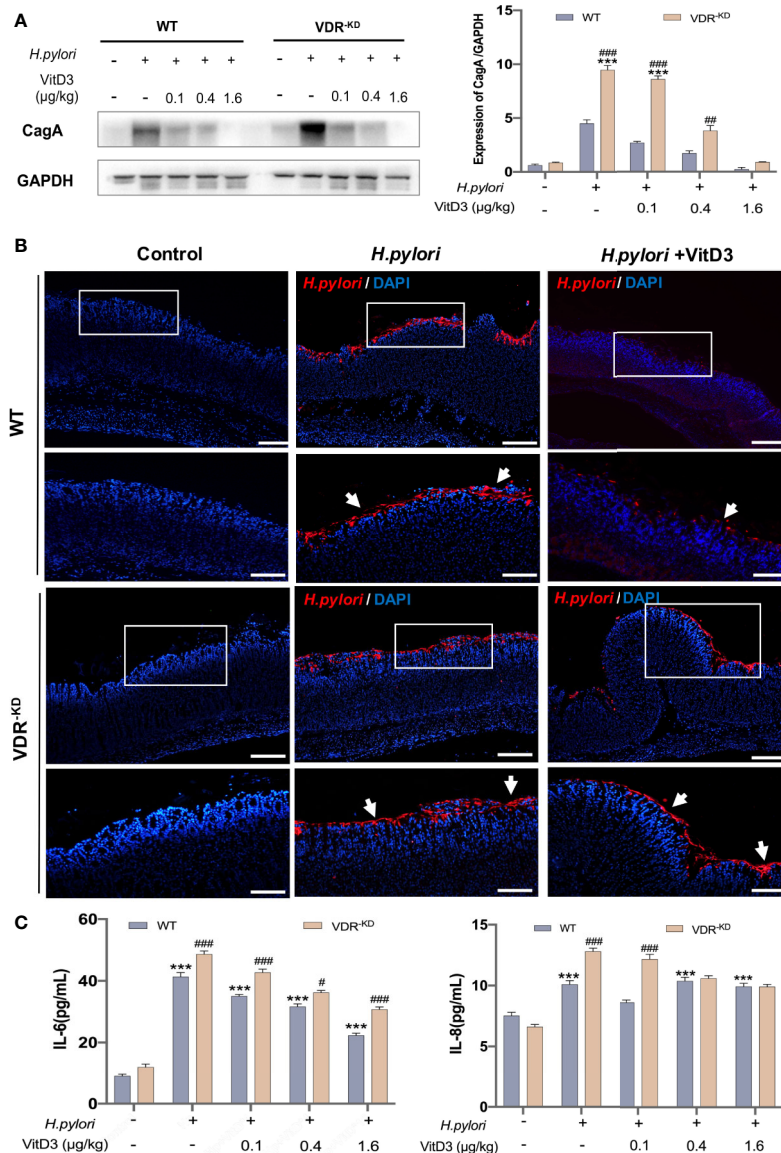 A
WT
VDR-KD
H.pylori - + + + + - + + + +
VitD3
(μg/kg) - - 0.1 0.4 1.6 - - 0.1 0.4 1.6
CagA
GAPDH
WT VDR-KD
Expression of CagA /GAPDH
15
10
5
0
###
***
###
***
##
H.pylori - + + + +
VitD3 (μg/kg) - - 0.1 0.4 1.6
B
Control H.pylori H.pylori +VitD3
WT
H.pylori / DAPI
H.pylori/ DAPI
VDR-KD
H.pylori / DAPI
H.pylori / DAPI
C
WT VDR-KD
IL-6(pg/mL)
60
40
20
0
*** ###
*** ###
*** #
*** ###
H.pylori - + + + +
VitD3 (μg/kg) - - 0.1 0.4 1.6
WT VDR-KD
IL-8(pg/mL)
15
10
5
0
*** ###
###
***
***
H.pylori - + + + +
VitD3 (μg/kg) - - 0.1 0.4 1.6